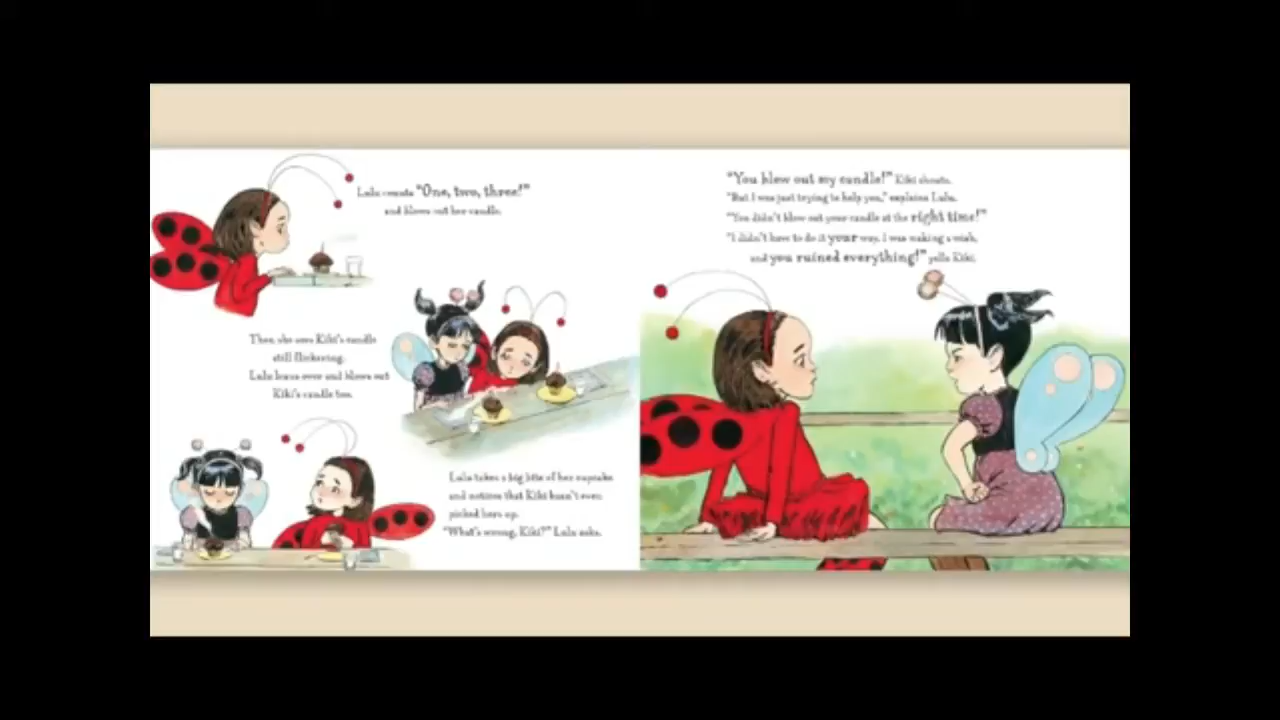 Lulu counts "One, two, three!"
and blows out her candle.
Then she sees Kiki's candle
still flickering.
Lulu leans over and blows out
Kiki's candle too.
Lulu takes a big bite of her cupcake
and notices that Kiki hasn't even
picked hers up.
"What's wrong, Kiki?" Lulu asks.
"You blew out my candle!" Kiki shouts.
"But I was just trying to help you," explains Lulu.
"You didn't blow out your candle at the right time!"
"I didn't have to do it your way. I was making a wish,
and you ruined everything!" yells Kiki.